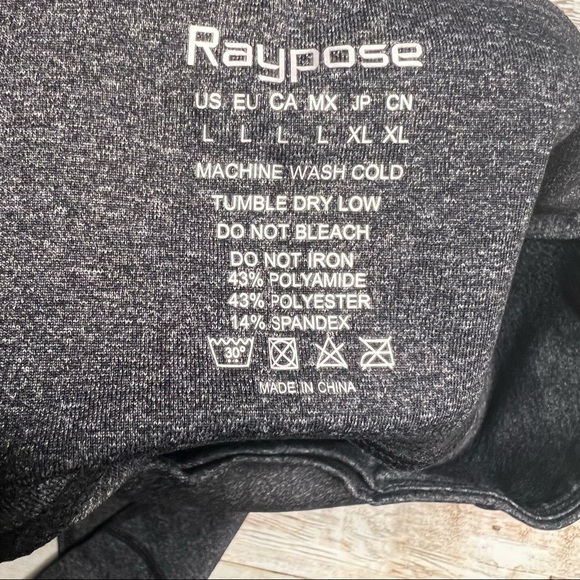 Raypose
US EU CA MX JP CN
L L L L XL XL
MACHINE WASH COLD
TUMBLE DRY LOW
DO NOT BLEACH
DO NOT IRON
43% POLYAMIDE
43% POLYESTER
14% SPANDEX
30°
MADE IN CHINA